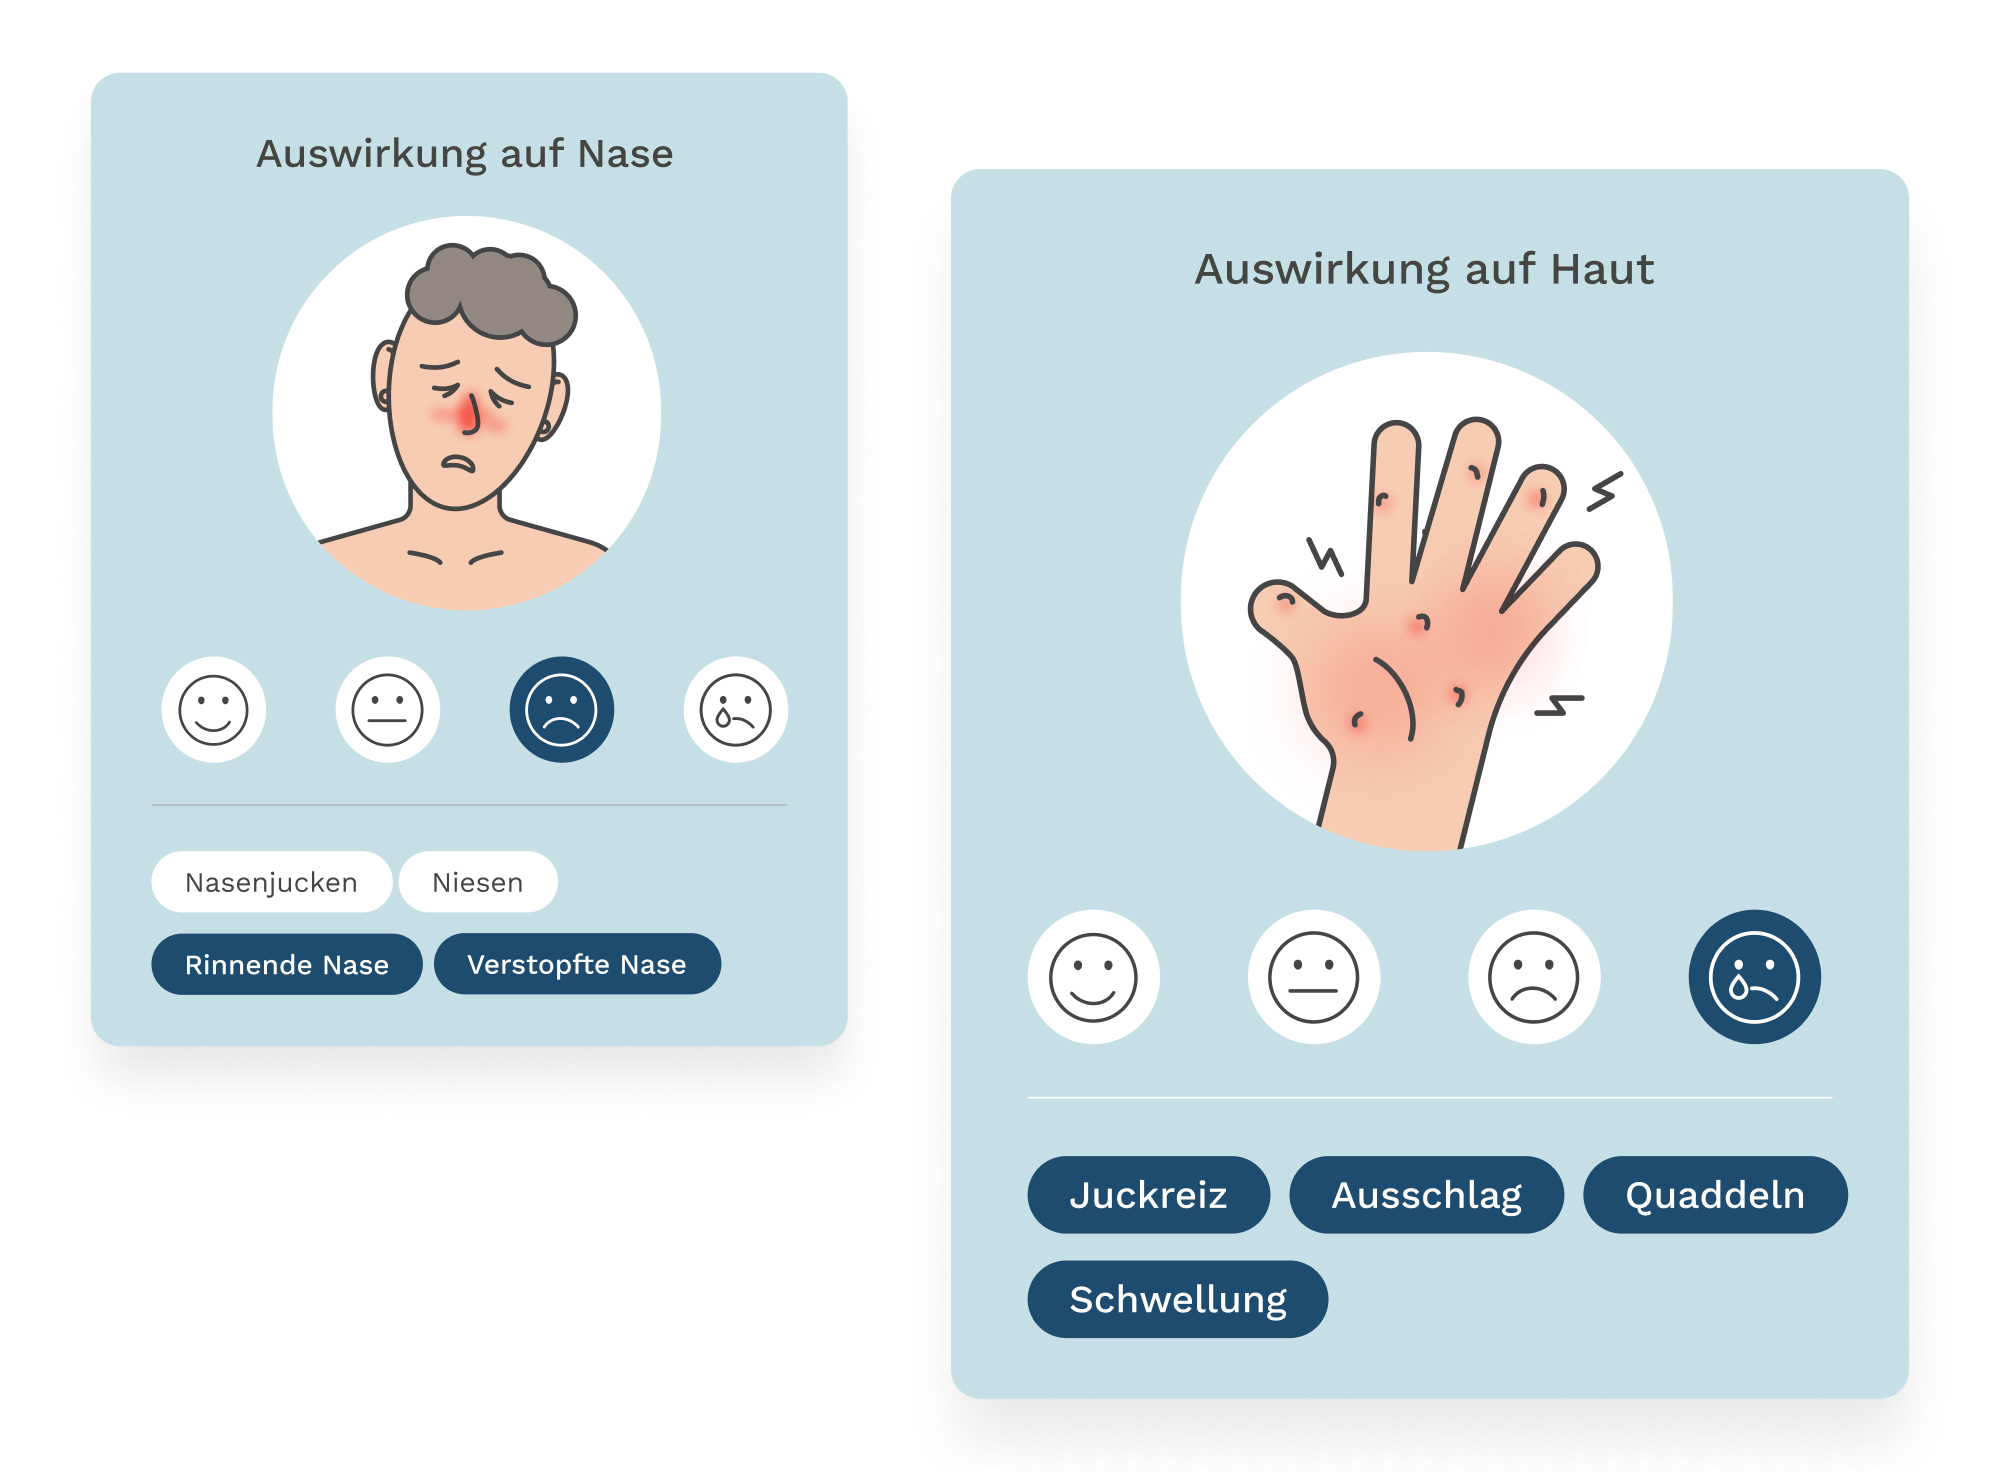 Auswirkung auf Nase
Nasenjucken
Niesen
Rinnende Nase
Verstopfte Nase
Auswirkung auf Haut
Juckreiz
Ausschlag
Quaddeln
Schwellung